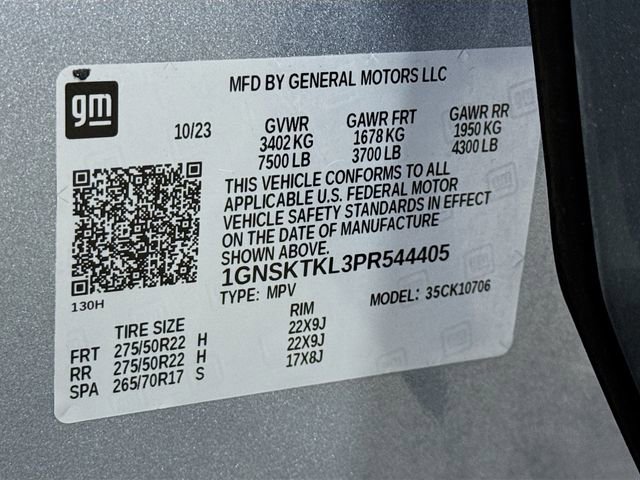 MFD BY GENERAL MOTORS LLC
gm
10/23
GVWR GAWR FRT GAWR RR
3402 KG 1678 KG 1950 KG
7500 LB 3700 LB 4300 LB
THIS VEHICLE CONFORMS TO ALL
APPLICABLE U.S. FEDERAL MOTOR
VEHICLE SAFETY STANDARDS IN EFFECT
ON THE DATE OF MANUFACTURE
SHOWN ABOVE.
1GNSKTKL3PR544405
130H
TYPE: MPV MODEL: 35CK10706
TIRE SIZE RIM
FRT 275/50R22 H 22X9J
RR 275/50R22 H 22X9J
SPA 265/70R17 S 17X8J